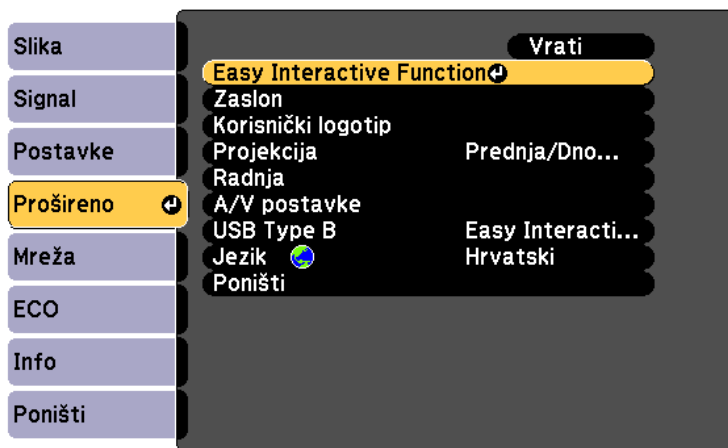 Slika
Signal
Postavke
Prošireno
Mreža
ECO
Info
Poništi
Vrati
Easy Interactive Function
Zaslon
Korisnički logotip
Projekcija Prednja/Dno...
Radnja
A/V postavke
USB Type B Easy Interacti...
Jezik Hrvatski
Poništi